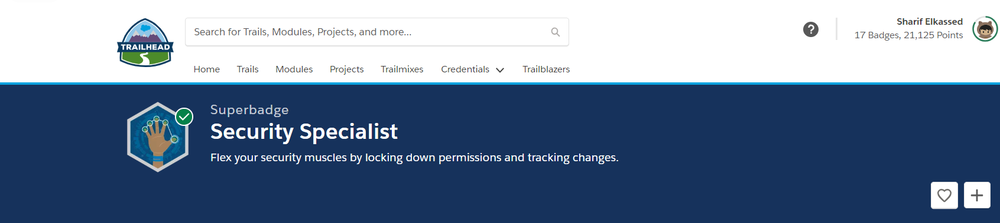 TRAILHEAD
Search for Trails, Modules, Projects, and more...
?
Sharif Elkassed
17 Badges, 21,125 Points
Home Trails Modules Projects Trailmixes Credentials Trailblazers
Superbadge
Security Specialist
Flex your security muscles by locking down permissions and tracking changes.